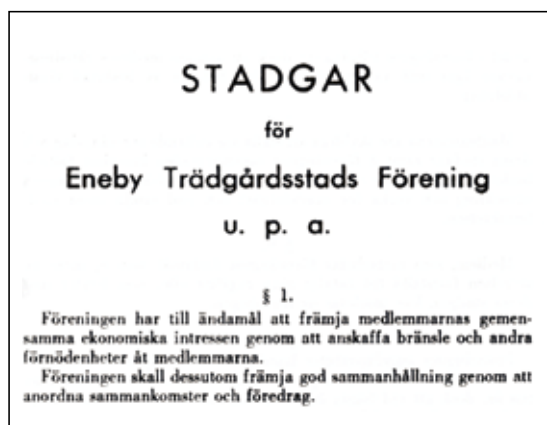 STADGAR
för
Eneby Trädgårdsstads Förening
u. p. a.
§ 1.
Föreningen har till ändamål att främja medlemmarnas gemen-
samma ekonomiska intressen genom att anskaffa bränsle och andra
förnödenheter åt medlemmarna.
Föreningen skall dessutom främja god sammanhållning genom att
anordna sammankomster och föredrag.